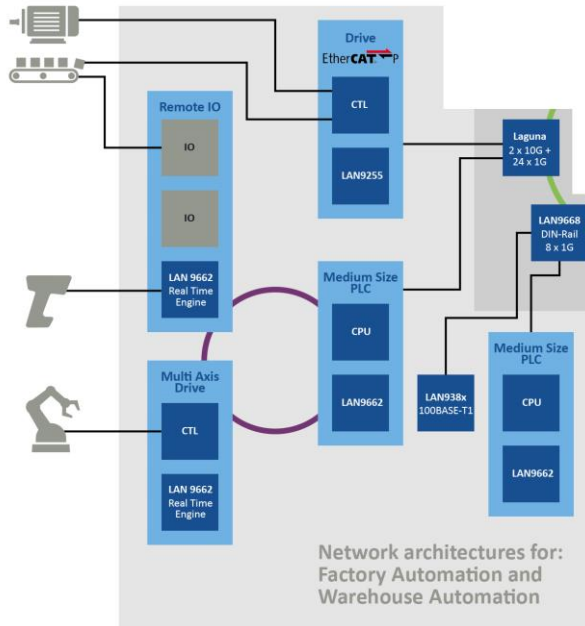 Drive
EtherCAT P
CTL
LAN9255
Remote IO
IO
IO
LAN 9662
Real Time
Engine
Laguna
2 x 10G +
24 x 1G
LAN9668
DIN-Rail
8 x 1G
Medium Size
PLC
CPU
LAN9662
Multi Axis
Drive
CTL
LAN 9662
Real Time
Engine
LAN938x
100BASE-T1
Medium Size
PLC
CPU
LAN9662
Network architectures for:
Factory Automation and
Warehouse Automation